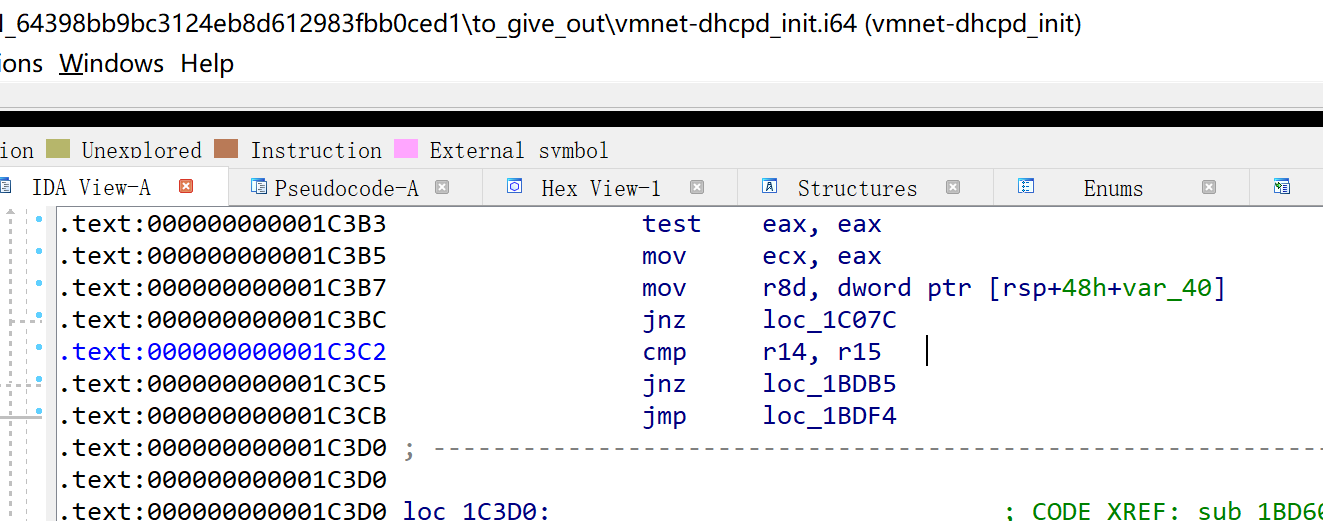 l_64398bb9bc3124eb8d612983fbb0ced1\to_give_out\vmnet-dhcpd_init.i64 (vmnet-dhcpd_init)
ions Windows Help
ion Unexplored Instruction External symbol
IDA View-A Pseudocode-A Hex View-1 Structures Enums
.text:000000000001C3B3 test eax, eax
.text:000000000001C3B5 mov ecx, eax
.text:000000000001C3B7 mov r8d, dword ptr [rsp+48h+var_40]
.text:000000000001C3BC jnz loc_1C07C
.text:000000000001C3C2 cmp r14, r15
.text:000000000001C3C5 jnz loc_1BDB5
.text:000000000001C3CB jmp loc_1BDF4
.text:000000000001C3D0 ; ---------------------------------------------------------------
.text:000000000001C3D0
.text:000000000001C3D0 loc_1C3D0: ; CODE XREF: sub_1BD60